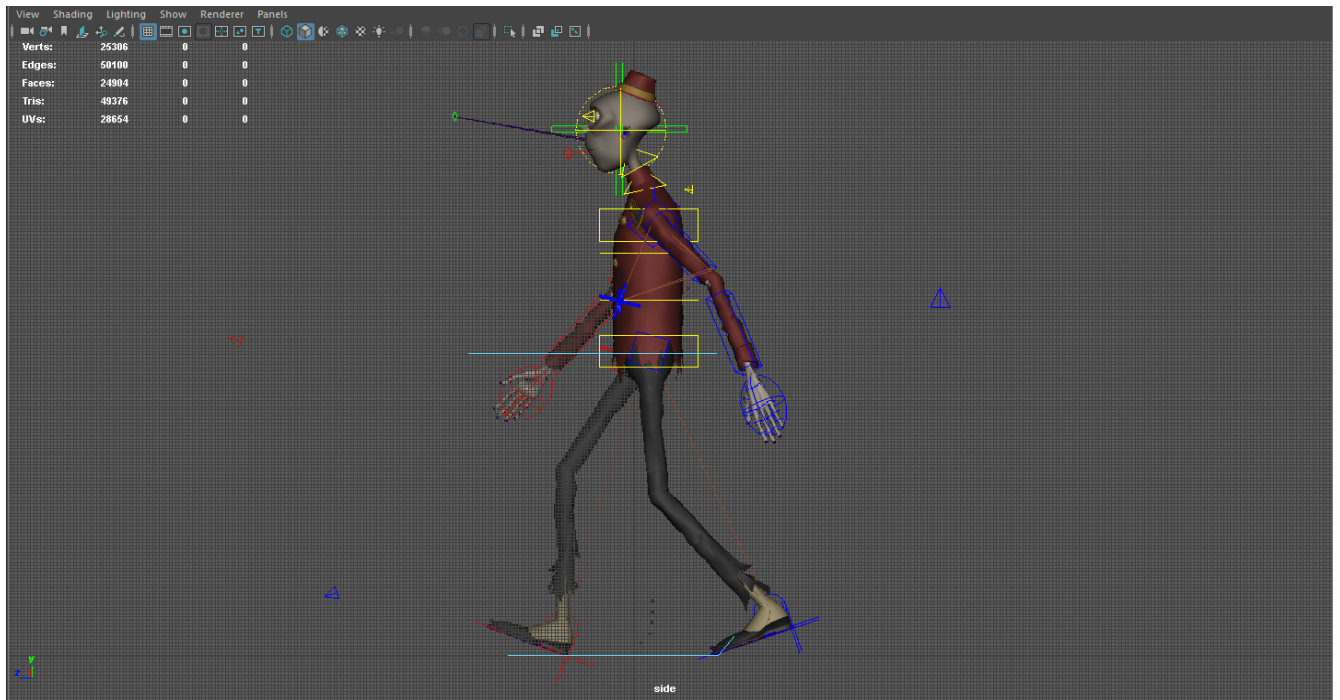 View Shading Lighting Show Renderer Panels
Verts: 25306 0 0
Edges: 50100 0 0
Faces: 24904 0 0
Tris: 49376 0 0
UVs: 28654 0 0
y
z
side